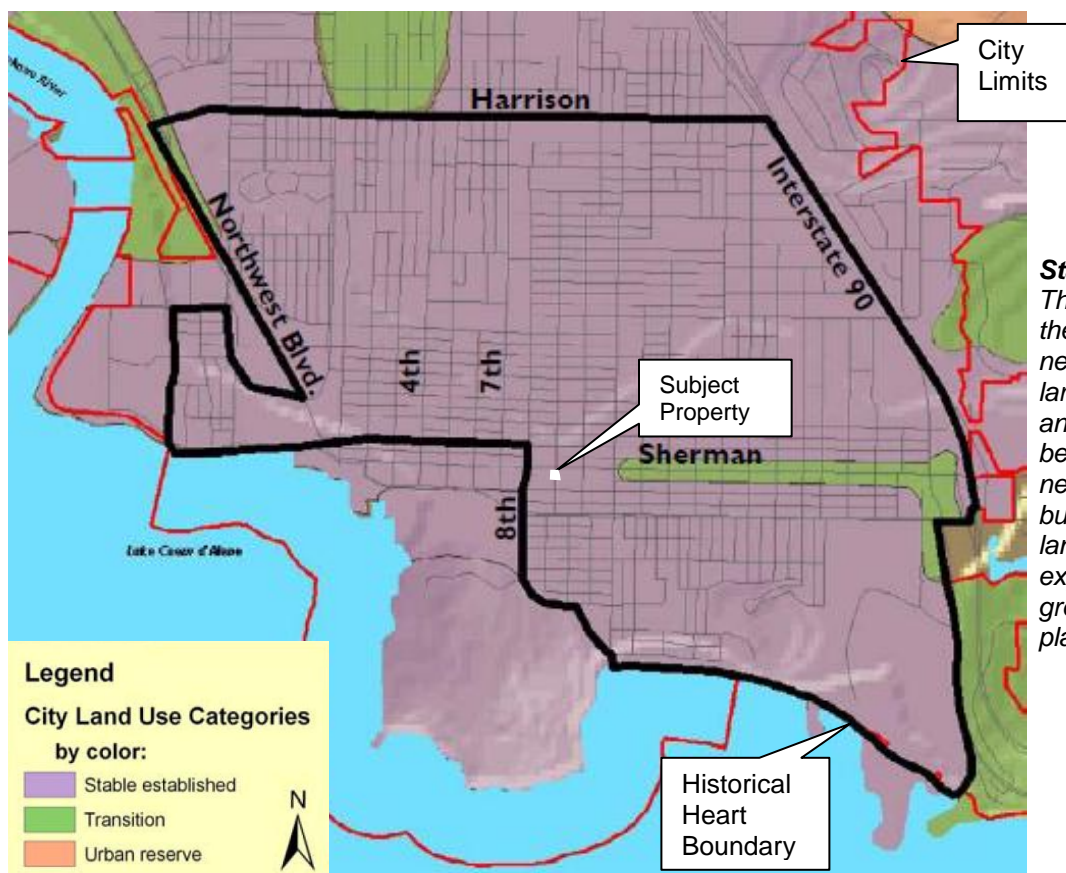 City
Limits
Harrison
Interstate 90
Northwest Blvd.
River
4th
7th
Subject
Property
Sherman
8th
Lake Coeur d'Alene
Historical
Heart
Boundary
Legend
City Land Use Categories
by color:
Stable established
Transition
Urban reserve
N